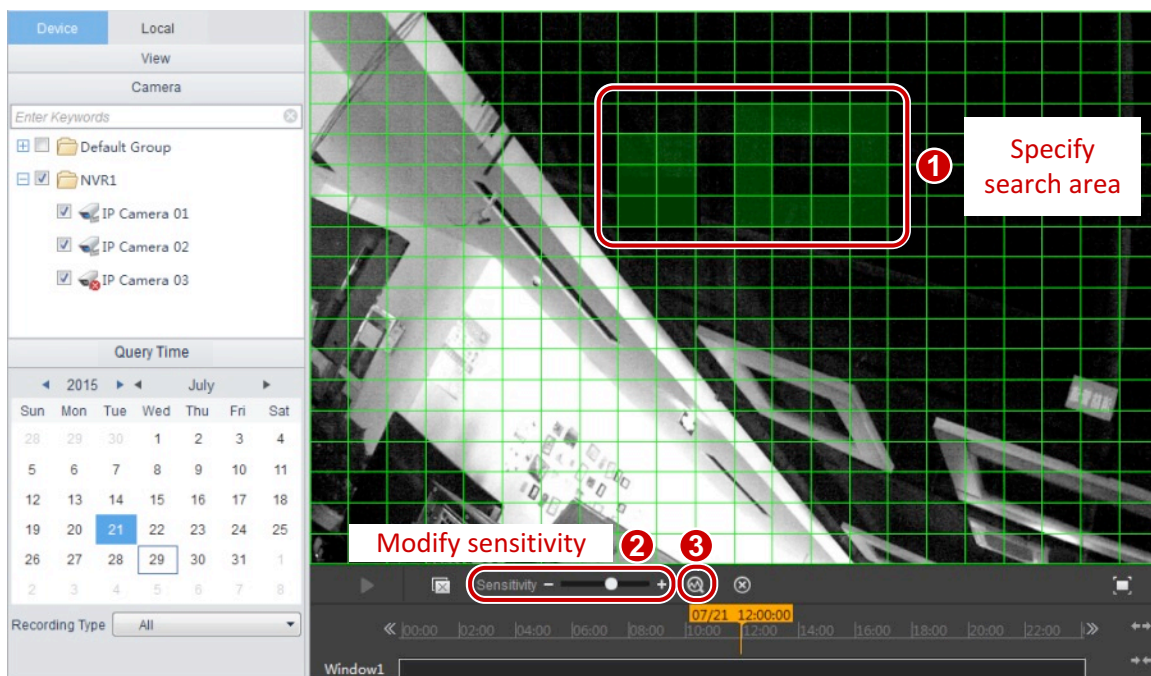 Device Local
View
Camera
Enter Keywords
Default Group
NVR1
IP Camera 01
IP Camera 02
IP Camera 03
Query Time
2015 July
Sun Mon Tue Wed Thu Fri Sat
28 29 30 1 2 3 4
5 6 7 8 9 10 11
12 13 14 15 16 17 18
19 20 21 22 23 24 25
26 27 28 29 30 31 1
2 3 4 5 6 7 8
Recording Type All
1
Specify
search area
Modify sensitivity 2 3
Sensitivity
07/21 12:00:00
00:00 02:00 04:00 06:00 08:00 10:00 12:00 14:00 16:00 18:00 20:00 22:00
Window1